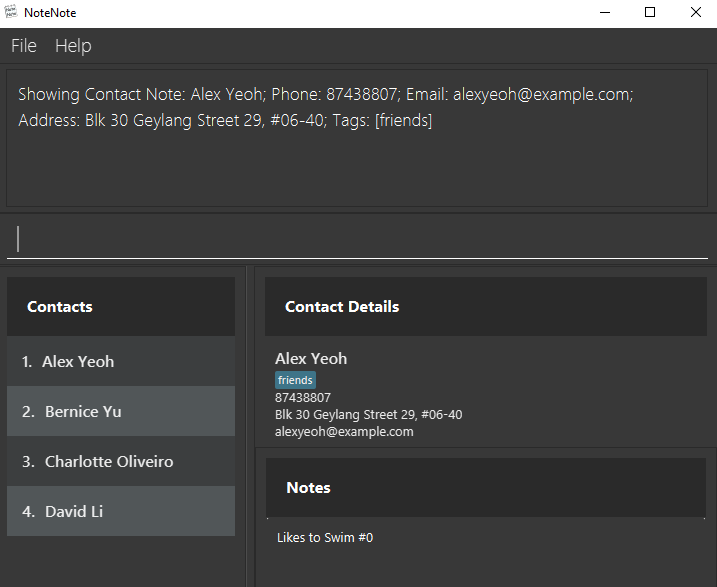 NoteNote
File Help
Showing Contact Note: Alex Yeoh; Phone: 87438807; Email: alexyeoh@example.com;
Address: Blk 30 Geylang Street 29, #06-40; Tags: [friends]
Contacts
1. Alex Yeoh
2. Bernice Yu
3. Charlotte Oliveiro
4. David Li
Contact Details
Alex Yeoh
friends
87438807
Blk 30 Geylang Street 29, #06-40
alexyeoh@example.com
Notes
Likes to Swim #0